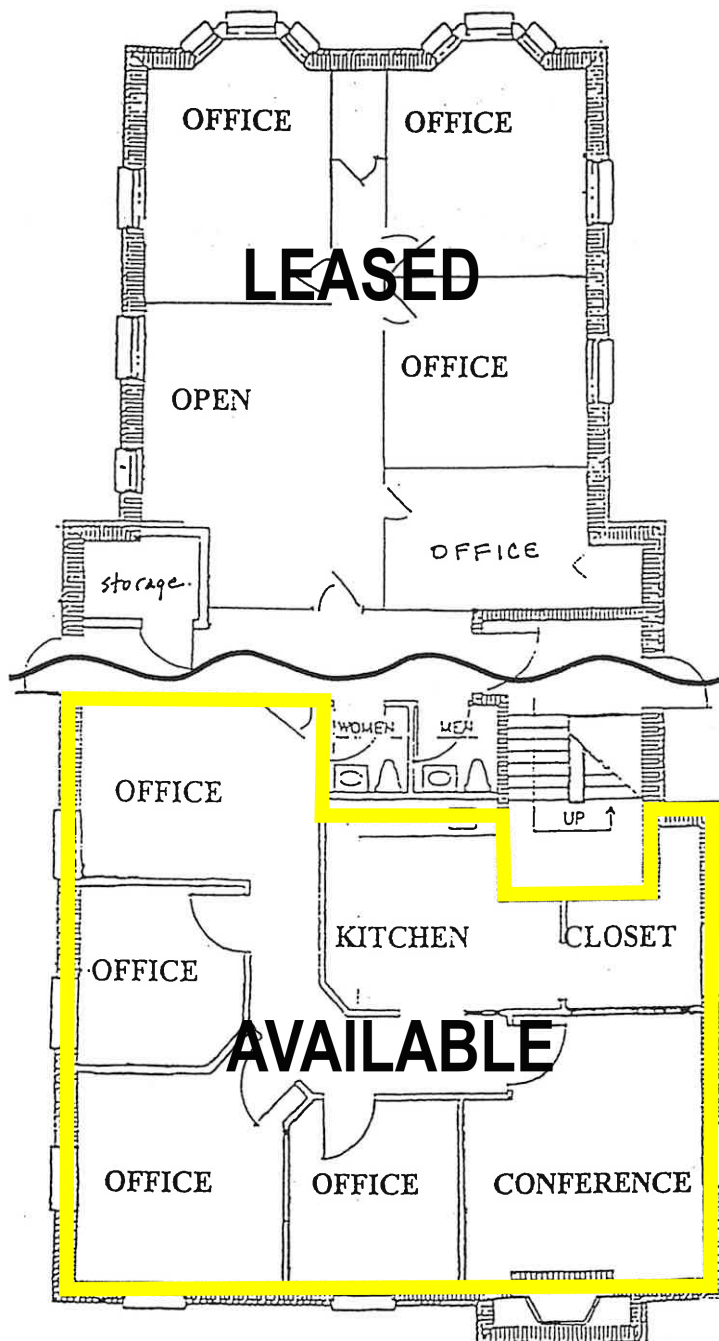 OFFICE OFFICE
LEASED
OFFICE
OPEN
OFFICE
storage.
WOMEN MEN
OFFICE
UP
KITCHEN CLOSET
OFFICE
AVAILABLE
OFFICE OFFICE CONFERENCE